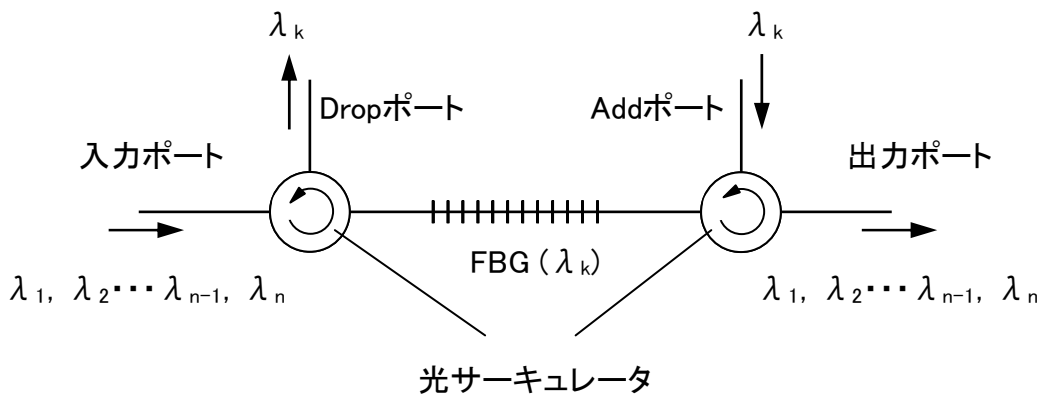 λk λk
Dropポート Addポート
入力ポート 出力ポート
FBG (λk)
λ1, λ2・・・λn-1, λn λ1, λ2・・・λn-1, λn
光サーキュレータ